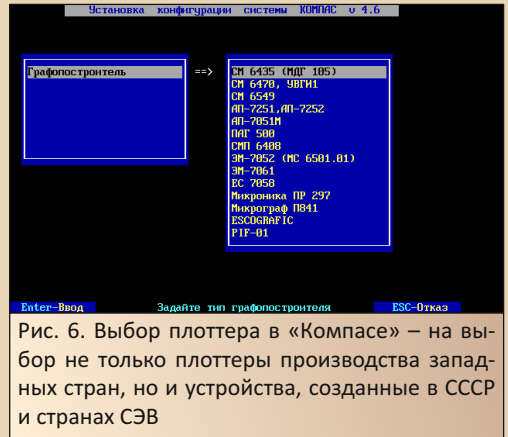 Установка конфигурации системы КОМПАС v 4.6
Графопостроитель ==> СМ 6435 (МДГ 105)
СМ 6470, УВГИ1
СМ 6549
АП-7251,АП-7252
АП-7051М
ПАГ 500
СМП 6408
ЭМ-7052 (МС 6501.01)
ЭМ-7061
ЕС 7058
Микроника ПР 297
Микрограф П841
ESCOGRAFIC
PIF-01
Enter-Ввод Задайте тип графопостроителя ESC-Отказ
Рис. 6. Выбор плоттера в «Компасе» – на вы-
бор не только плоттеры производства запад-
ных стран, но и устройства, созданные в СССР
и странах СЭВ